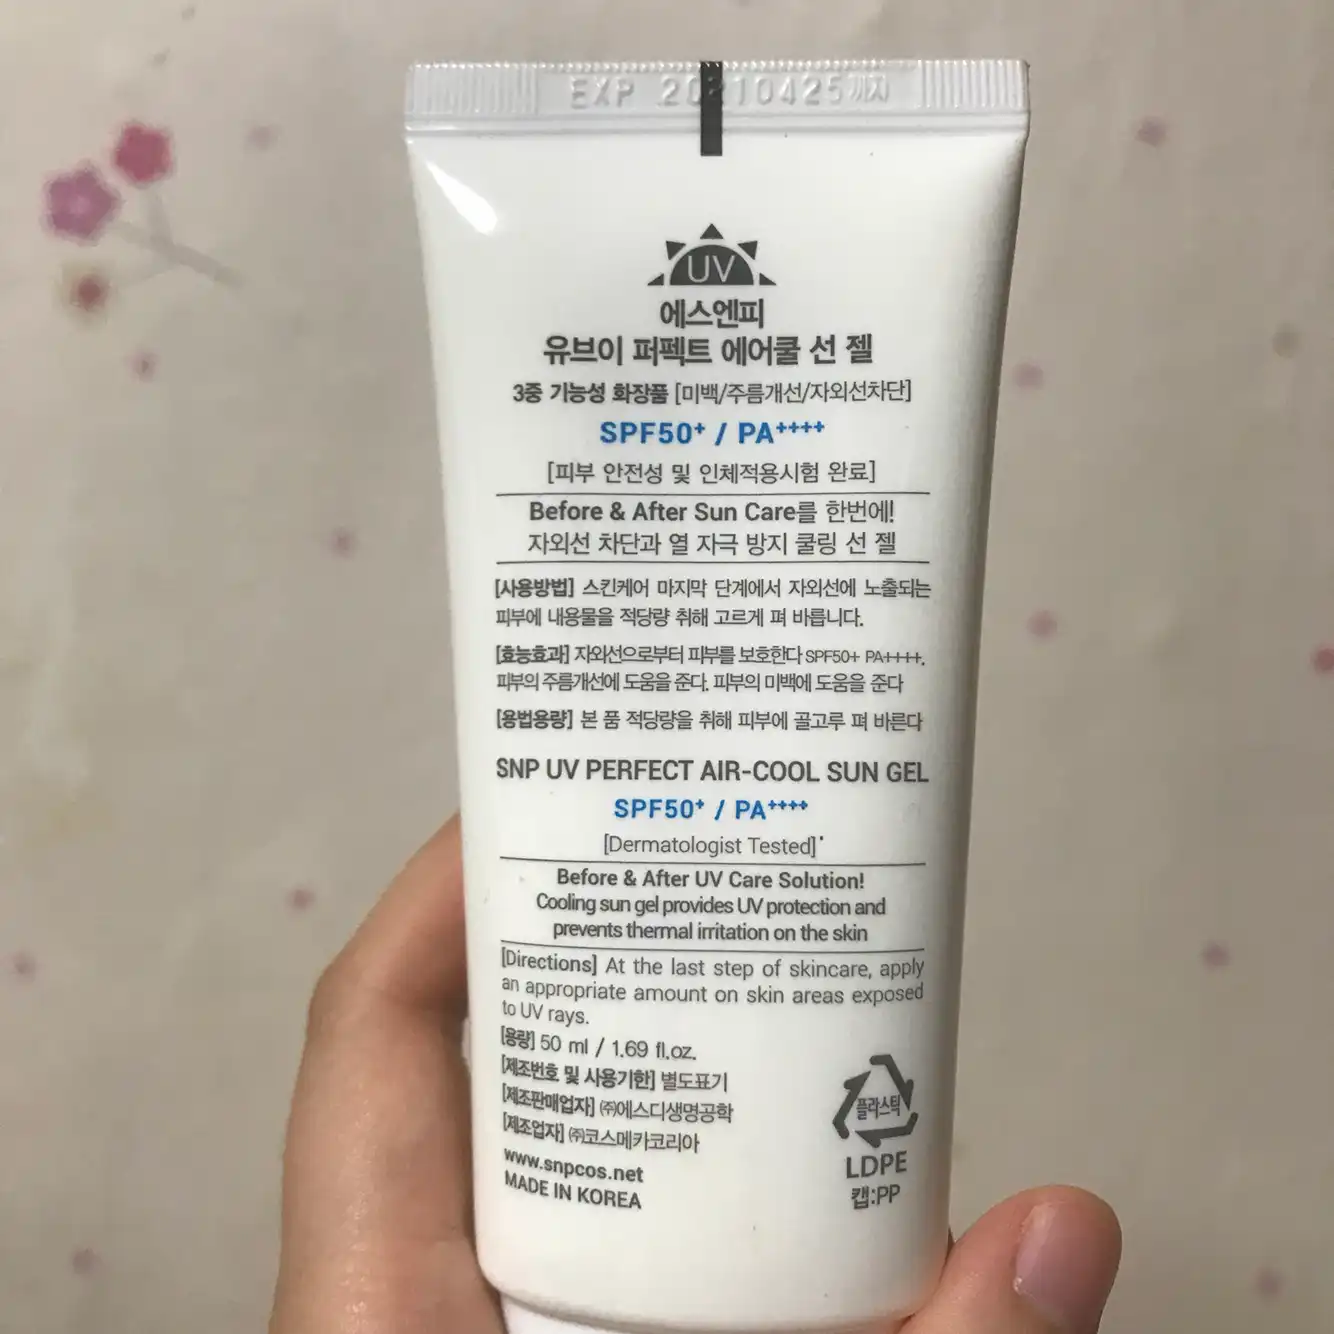 EXP 20210425까지
UV
에스엔피
유브이 퍼펙트 에어쿨 선 젤
3중 기능성 화장품 [미백/주름개선/자외선차단]
SPF50+ / PA++++
[피부 안전성 및 인체적용시험 완료]
Before & After Sun Care를 한번에!
자외선 차단과 열 자극 방지 쿨링 선 젤
[사용방법] 스킨케어 마지막 단계에서 자외선에 노출되는
피부에 내용물을 적당량 취해 고르게 펴 바릅니다.
[효능효과] 자외선으로부터 피부를 보호한다 SPF50+ PA++++.
피부의 주름개선에 도움을 준다. 피부의 미백에 도움을 준다
[용법용량] 본 품 적당량을 취해 피부에 골고루 펴 바른다
SNP UV PERFECT AIR-COOL SUN GEL
SPF50+ / PA++++
[Dermatologist Tested]
Before & After UV Care Solution!
Cooling sun gel provides UV protection and
prevents thermal irritation on the skin
[Directions] At the last step of skincare, apply
an appropriate amount on skin areas exposed
to UV rays.
[용량] 50 ml / 1.69 fl.oz.
[제조번호 및 사용기한] 별도표기
[제조판매업자] ㈜에스디생명공학
[제조업자] ㈜코스메카코리아
www.snpcos.net
MADE IN KOREA
플라스틱
LDPE
캡:PP